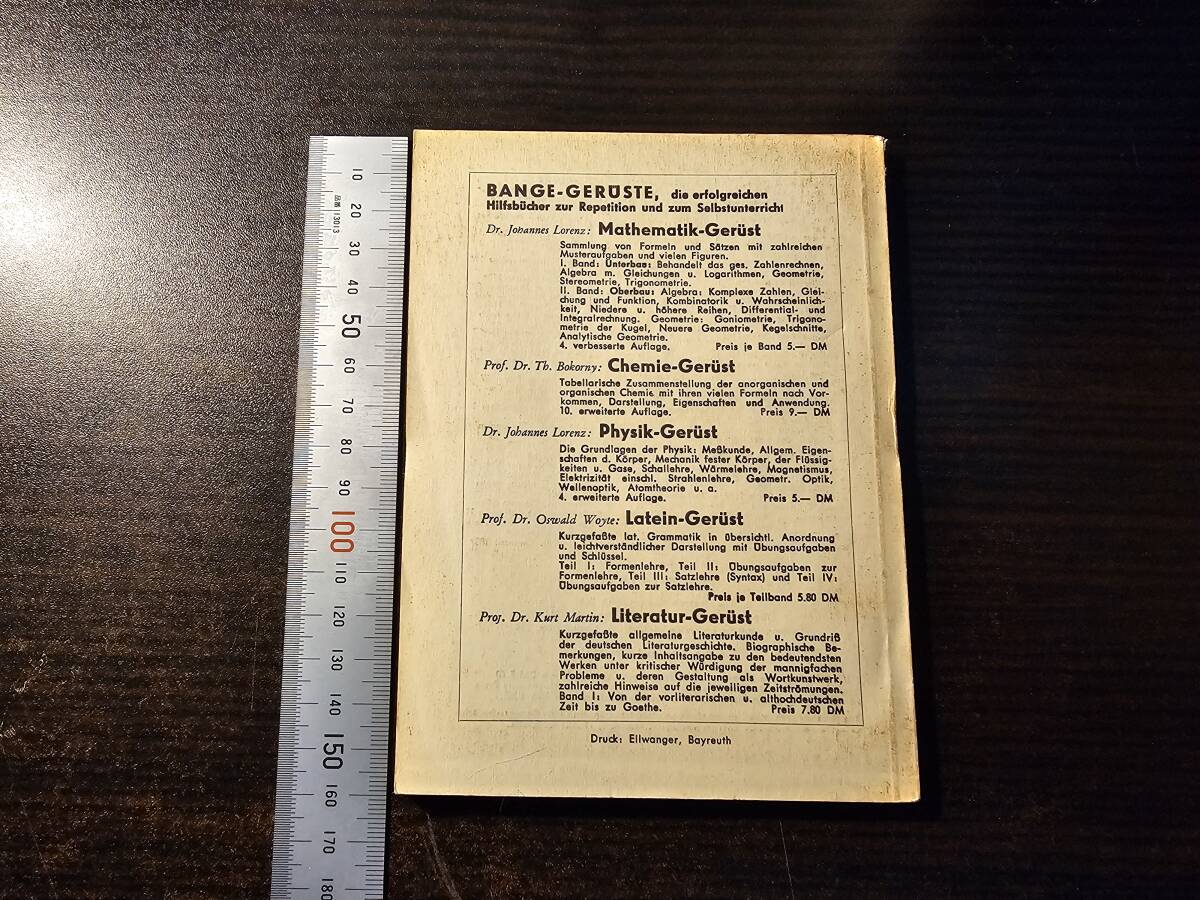 BANGE-GERÜSTE, die erfolgreichen
Hilfsbücher zur Repetition und zum Selbstunterricht
Dr. Johannes Lorenz: Mathematik-Gerüst
Sammlung von Formeln und Sätzen mit zahlreichen
Musteraufgaben und vielen Figuren.
I. Band: Unterbau: Behandelt das ges. Zahlenrechnen,
Algebra m. Gleichungen u. Logarithmen, Geometrie,
Stereometrie, Trigonometrie.
II. Band: Oberbau: Algebra: Komplexe Zahlen, Glei-
chung und Funktion, Kombinatorik u. Wahrscheinlich-
keit, Niedere u. höhere Reihen, Differential- und
Integralrechnung. Geometrie: Goniometrie, Trigano-
metrie der Kugel, Neuere Geometrie, Kegelschnitte,
Analytische Geometrie.
4. verbesserte Auflage. Preis je Band 5.— DM
Prof. Dr. Th. Bokorny: Chemie-Gerüst
Tabellarische Zusammenstellung der anorganischen und
organischen Chemie mit ihren vielen Formeln nach Vor-
kommen, Darstellung, Eigenschaften und Anwendung.
10. erweiterte Auflage. Preis 9.— DM
Dr. Johannes Lorenz: Physik-Gerüst
Die Grundlagen der Physik: Meßkunde, Allgem. Eigen-
schaften d. Körper, Mechanik fester Körper, der Flüssig-
keiten u. Gase, Schallehre, Wärmelehre, Magnetismus,
Elektrizität einschl. Strahlenlehre, Geometr. Optik,
Wellenoptik, Atomtheorie u. a.
4. erweiterte Auflage. Preis 5.— DM
Prof. Dr. Oswald Woyte: Latein-Gerüst
Kurzgefaßte lat. Grammatik in übersichtl. Anordnung
u. leichtverständlicher Darstellung mit Übungsaufgaben
und Schlüssel.
Teil I: Formenlehre, Teil II: Übungsaufgaben zur
Formenlehre, Teil III: Satzlehre (Syntax) und Teil IV:
Übungsaufgaben zur Satzlehre.
Preis je Teilband 5.80 DM
Prof. Dr. Kurt Martin: Literatur-Gerüst
Kurzgefaßte allgemeine Literaturkunde u. Grundriß
der deutschen Literaturgeschichte. Biographische Be-
merkungen, kurze Inhaltsangabe zu den bedeutendsten
Werken unter kritischer Würdigung der mannigfachen
Probleme u. deren Gestaltung als Wortkunstwerk,
zahlreiche Hinweise auf die jeweiligen Zeitströmungen.
Band I: Von der vorliterarischen u. althochdeutschen
Zeit bis zu Goethe. Preis 7.80 DM
Druck: Ellwanger, Bayreuth
10
20
30
40
50
60
70
80
90
100
110
120
130
140
150
160
170
180
品番 13013